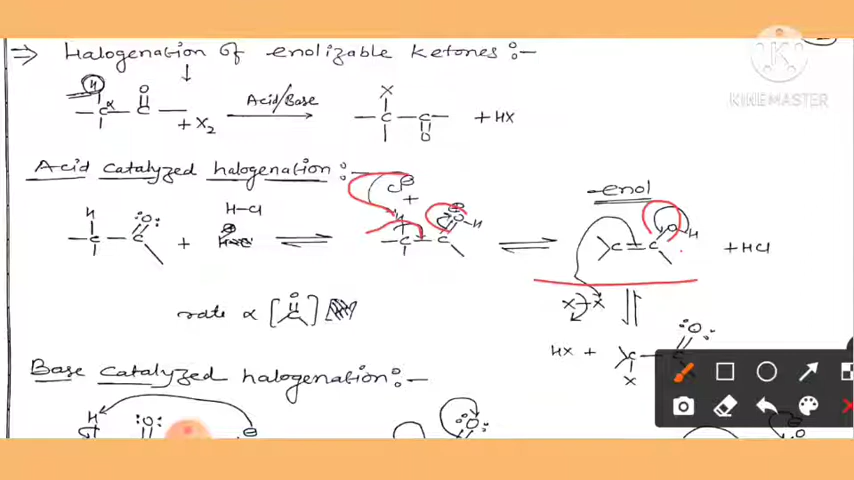 ⇒ Halogenation of enolizable ketones :-
KINEMASTER
H O
-C α - C - + X2 Acid/Base → X -C-C- O + HX
Acid catalyzed halogenation :-
Cl⊖
+
enol
H :O: H-Cl H ⊕ O-H O H
-C-C + H⊕ ⇌ -C-C ⇌ C=C + HCl
X-X
rate ∝ [ O C ]
HX + C-C :O:
X
Base catalyzed halogenation :-
H :O: ⊖ :O: ⊖ O